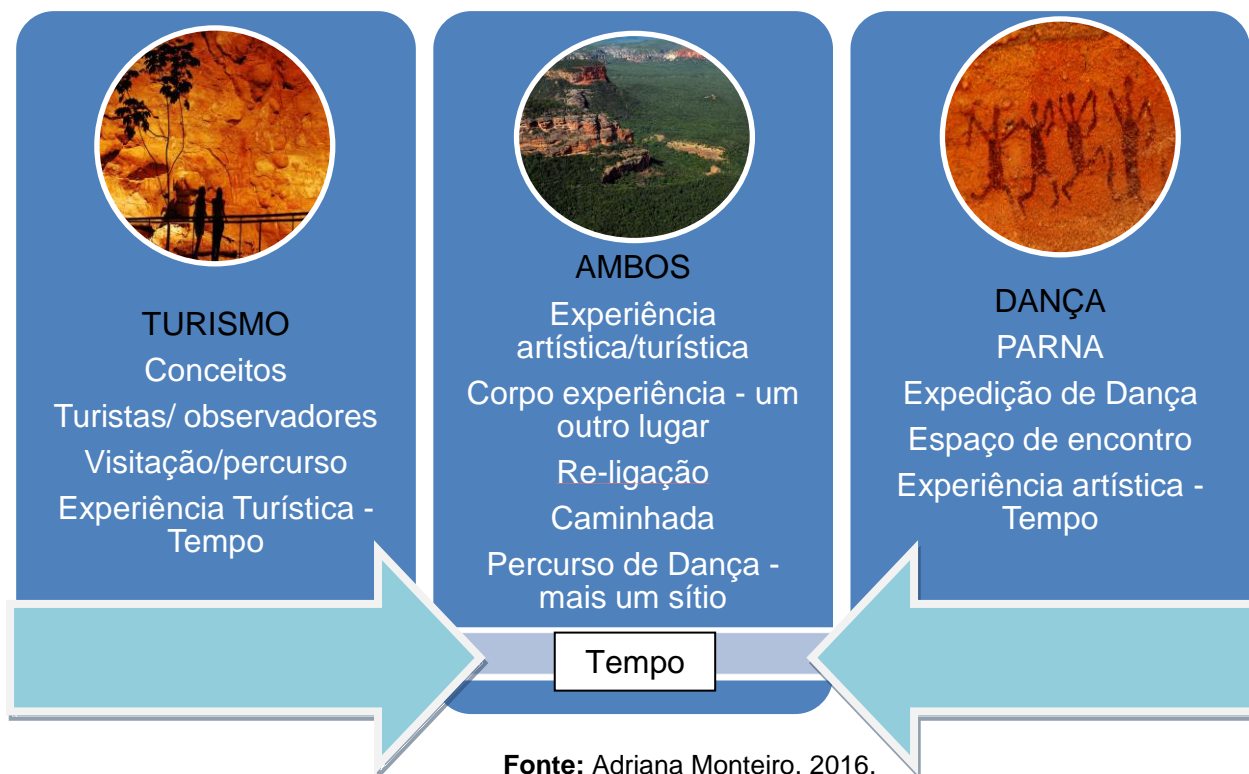 TURISMO
Conceitos
Turistas/ observadores
Visitação/percurso
Experiência Turística -
Tempo
AMBOS
Experiência
artística/turística
Corpo experiência - um
outro lugar
Re-ligação
Caminhada
Percurso de Dança -
mais um sítio
DANÇA
PARNA
Expedição de Dança
Espaço de encontro
Experiência artística -
Tempo
Tempo
Fonte: Adriana Monteiro, 2016.